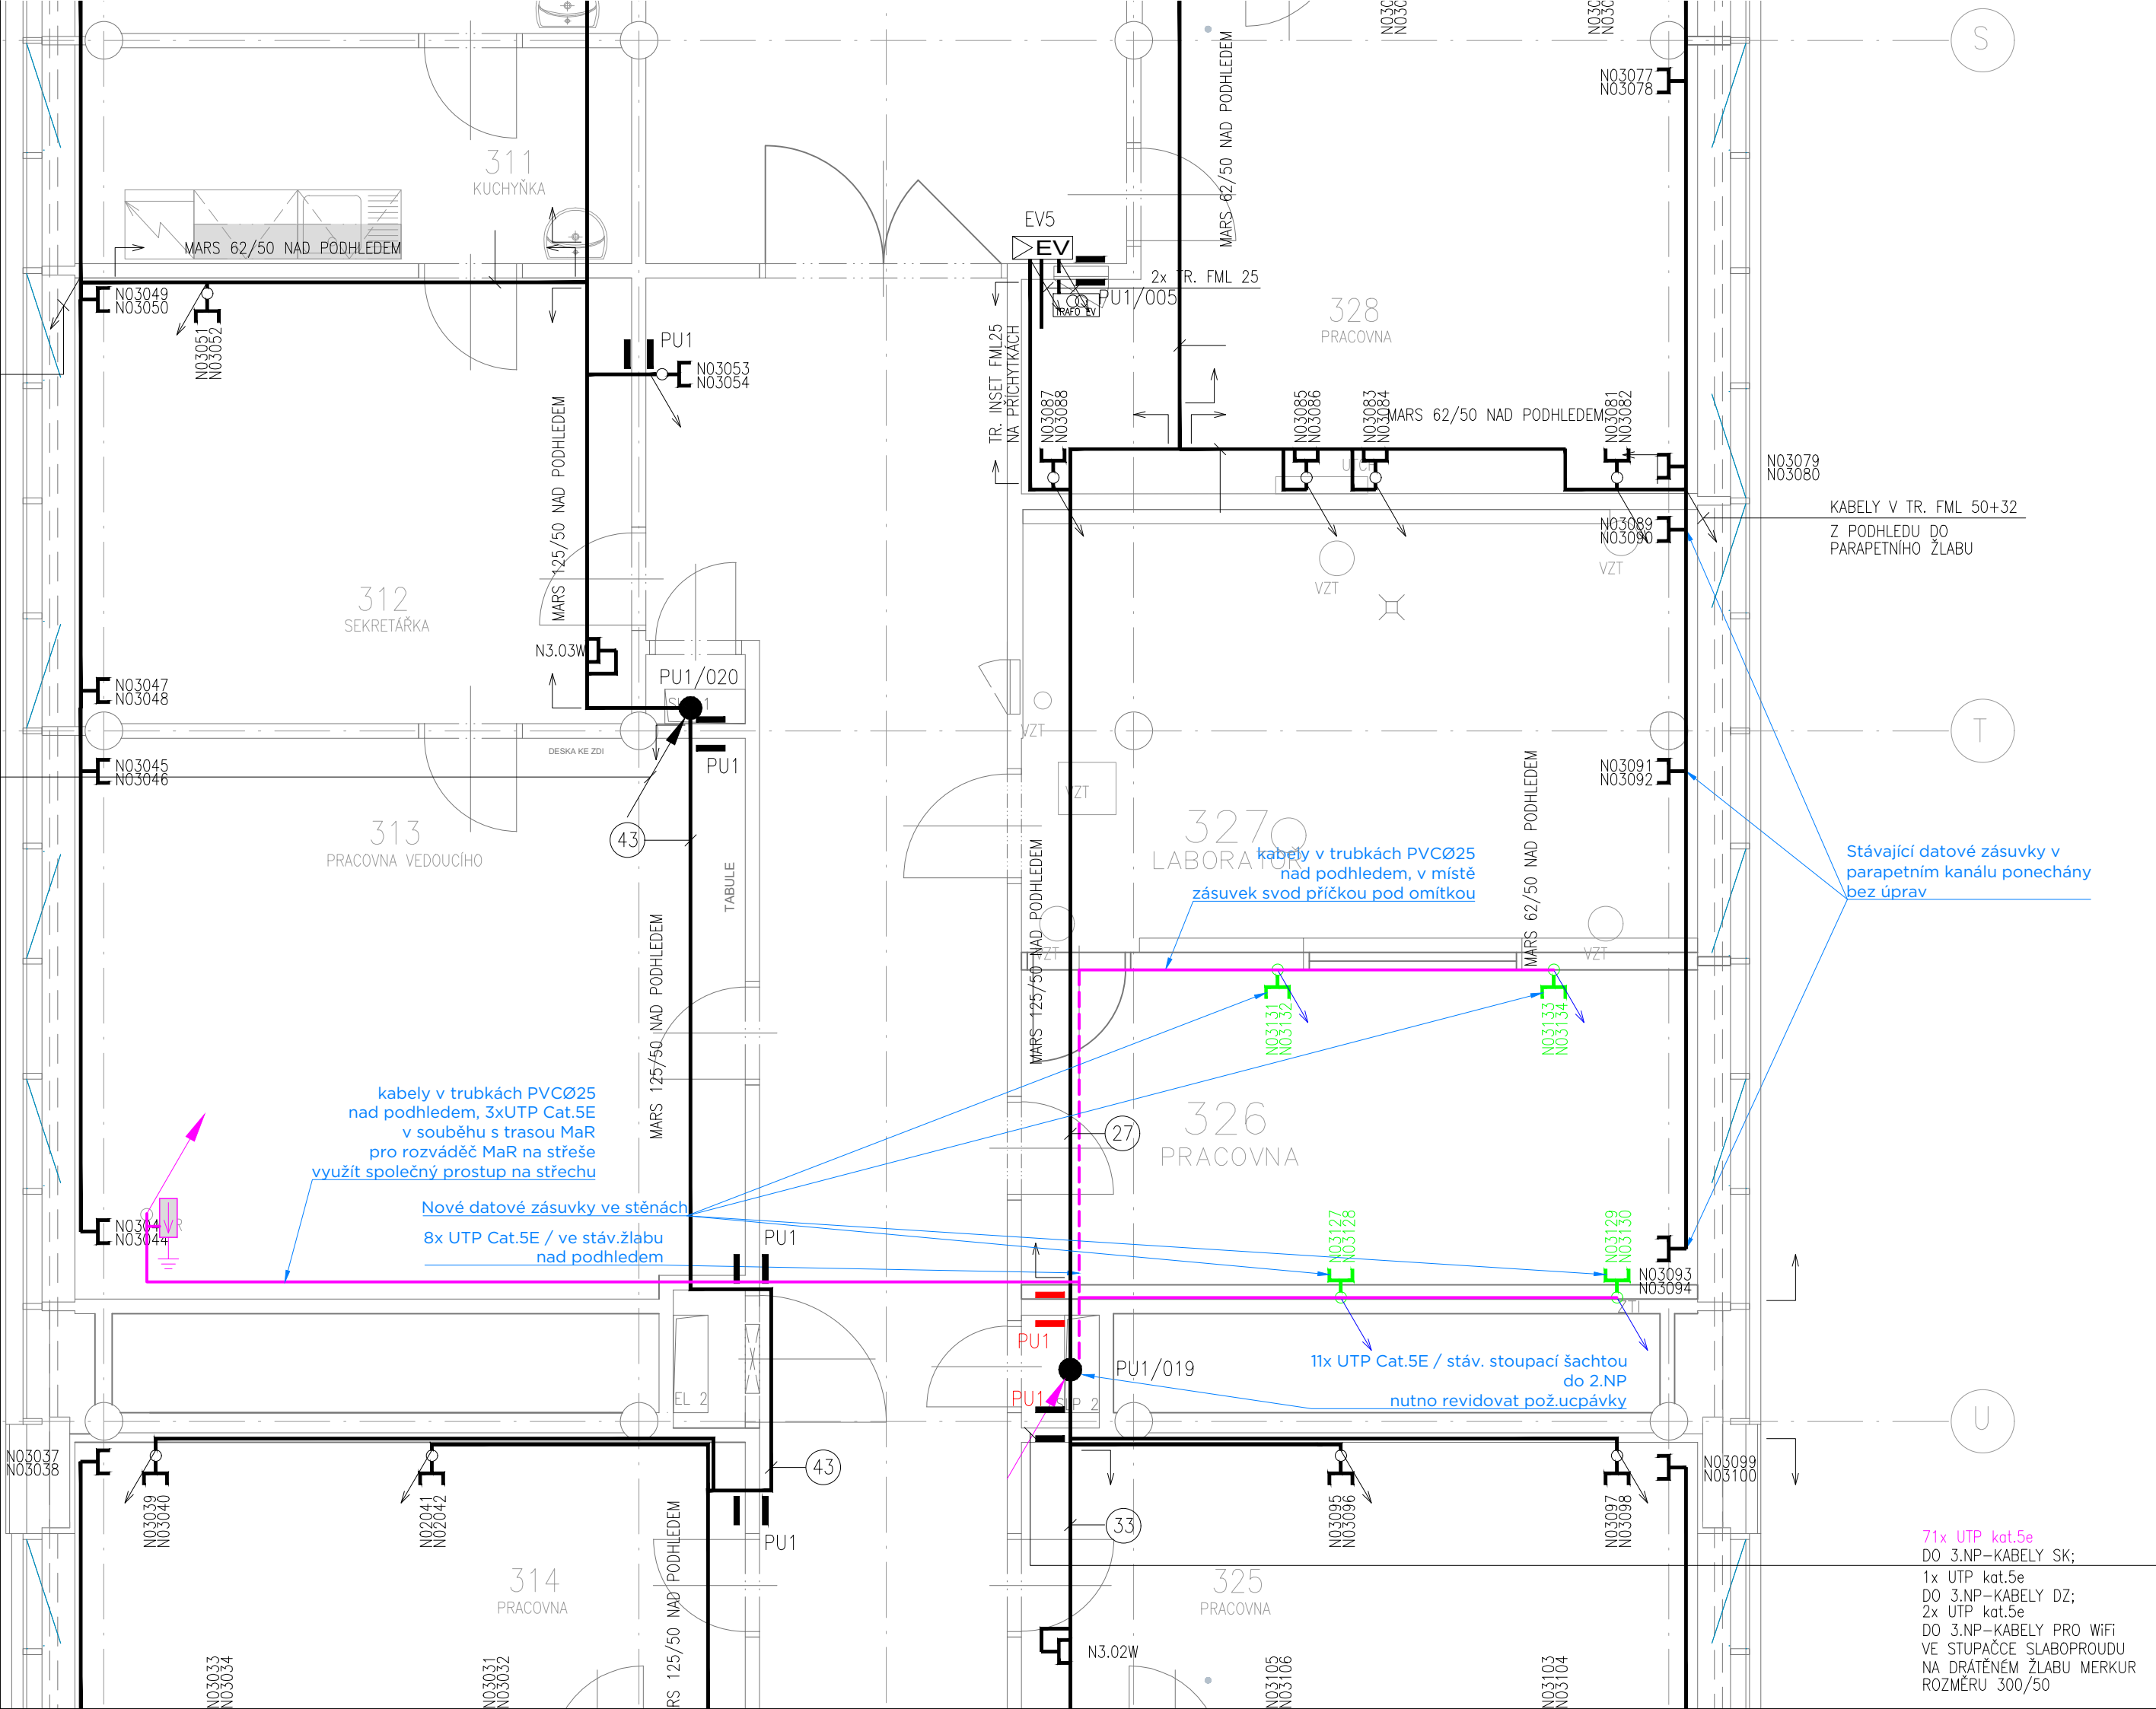 S
N03077
N03078
311
KUCHYŇKA
MARS 62/50 NAD PODHLEDEM
MARS 62/50 NAD PODHLEDEM
EV5
EV
2x TR. FML 25
PU1/005
TRAFO EV
N03049
N03050
N03051
N03052
PU1
N03053
N03054
328
PRACOVNA
TR. INSET FML25
NA PŘÍCHYTKÁCH
N03087
N03088
N03085
N03086
N03083
N03084
MARS 62/50 NAD PODHLEDEM
N03081
N03082
N03079
N03080
KABELY V TR. FML 50+32
Z PODHLEDU DO
PARAPETNÍHO ŽLABU
N03089
N03090
VZT
VZT
MARS 125/50 NAD PODHLEDEM
312
SEKRETÁŘKA
N3.03W
PU1/020
N03047
N03048
VZT
T
DESKA KE ZDI
PU1
N03045
N03046
N03091
N03092
VZT
313
PRACOVNA VEDOUCÍHO
43
TABULE
327
LABORATOŘ
kabely v trubkách PVCØ25
nad podhledem, v místě
zásuvek svod příčkou pod omítkou
MARS 62/50 NAD PODHLEDEM
Stávající datové zásuvky v
parapetním kanálu ponechány
bez úprav
MARS 125/50 NAD PODHLEDEM
MARS 125/50 NAD PODHLEDEM
VZT
VZT
N03131
N03132
N03133
N03134
kabely v trubkách PVCØ25
nad podhledem, 3xUTP Cat.5E
v souběhu s trasou MaR
pro rozváděč MaR na střeše
využít společný prostup na střechu
27
326
PRACOVNA
Nové datové zásuvky ve stěnách
8x UTP Cat.5E / ve stáv.žlabu
nad podhledem
N03044
PU1
N03127
N03128
N03129
N03130
N03093
N03094
ZTI
PU1
PU1/019
11x UTP Cat.5E / stáv. stoupací šachtou
do 2.NP
nutno revidovat pož.ucpávky
EL 2
PU1
SLP 2
U
N03037
N03038
43
N03099
N03100
N03039
N03040
N02041
N02042
PU1
33
N03095
N03096
N03097
N03098
314
PRACOVNA
325
PRACOVNA
N3.02W
N03033
N03034
N03031
N03032
RS 125/50 NAD PODHLEDEM
N03105
N03106
N03103
N03104
71x UTP kat.5e
DO 3.NP-KABELY SK;
1x UTP kat.5e
DO 3.NP-KABELY DZ;
2x UTP kat.5e
DO 3.NP-KABELY PRO WiFi
VE STUPAČCE SLABOPROUDU
NA DRÁTĚNÉM ŽLABU MERKUR
ROZMĚRU 300/50